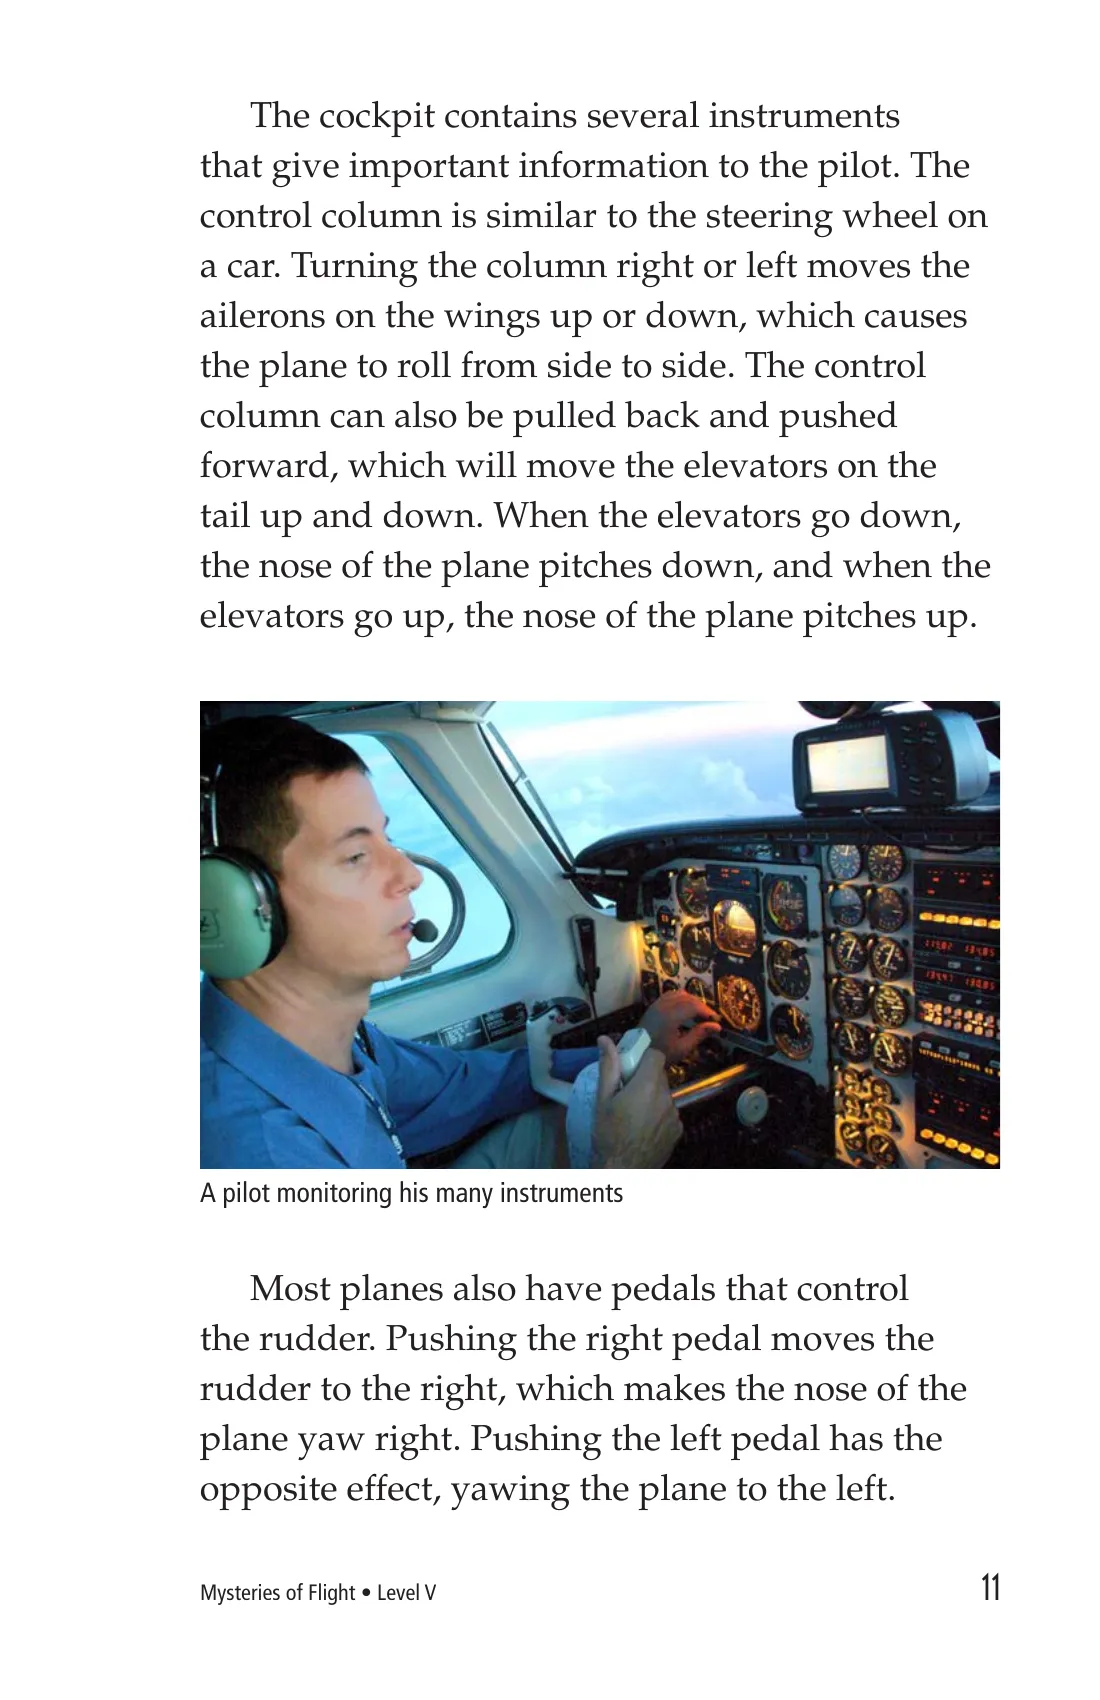 The cockpit contains several instruments
that give important information to the pilot. The
control column is similar to the steering wheel on
a car. Turning the column right or left moves the
ailerons on the wings up or down, which causes
the plane to roll from side to side. The control
column can also be pulled back and pushed
forward, which will move the elevators on the
tail up and down. When the elevators go down,
the nose of the plane pitches down, and when the
elevators go up, the nose of the plane pitches up.
A pilot monitoring his many instruments
Most planes also have pedals that control
the rudder. Pushing the right pedal moves the
rudder to the right, which makes the nose of the
plane yaw right. Pushing the left pedal has the
opposite effect, yawing the plane to the left.
Mysteries of Flight • Level V 11